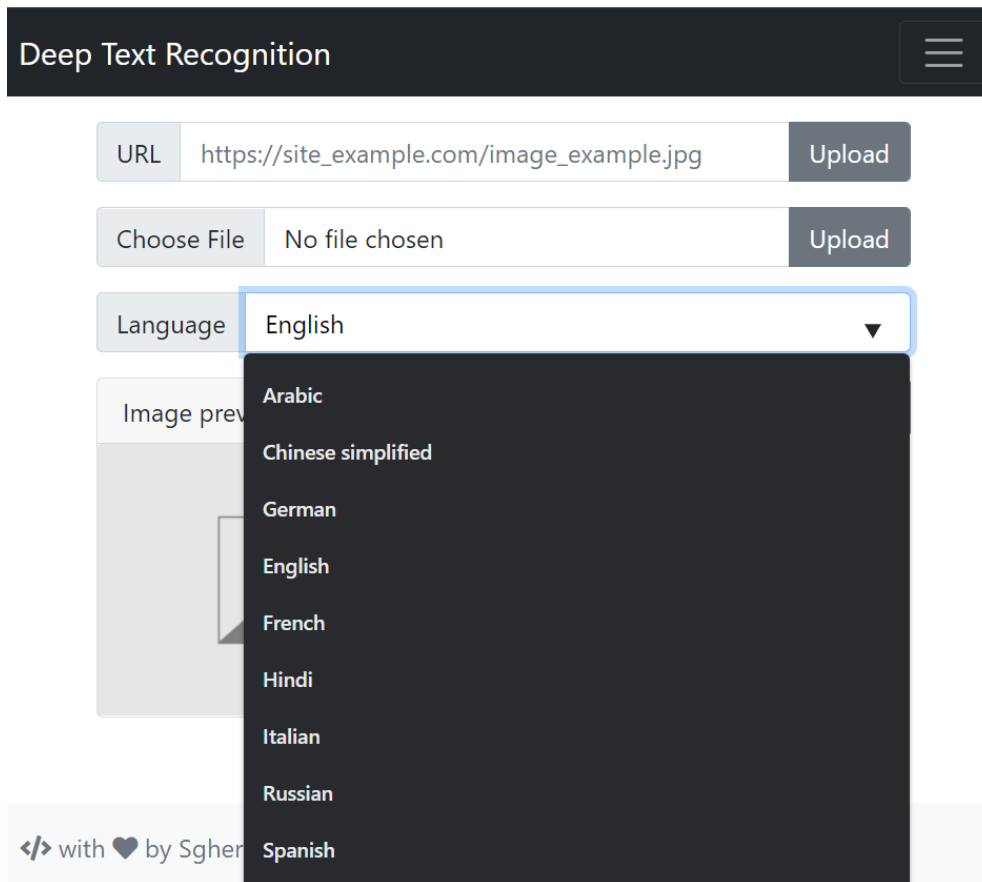 Deep Text Recognition
URL https://site_example.com/image_example.jpg Upload
Choose File No file chosen Upload
Language English
Arabic
Image prev
Chinese simplified
German
English
French
Hindi
Italian
Russian
</> with ♥ by Sgher
Spanish